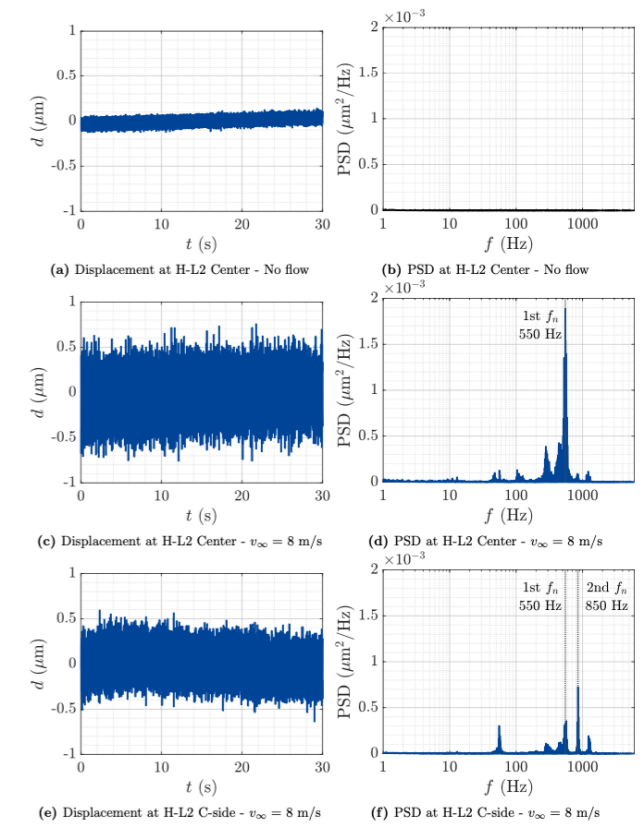 1
0.5
0
-0.5
-1
d (μm)
0 10 20 30
t (s)
(a) Displacement at H-L2 Center - No flow
×10⁻³
2
1.5
1
0.5
0
PSD (μm²/Hz)
1 10 100 1000
f (Hz)
(b) PSD at H-L2 Center - No flow
1
0.5
0
-0.5
-1
d (μm)
0 10 20 30
t (s)
(c) Displacement at H-L2 Center - v∞ = 8 m/s
×10⁻³
2
1.5
1
0.5
0
PSD (μm²/Hz)
1st fₙ
550 Hz
1 10 100 1000
f (Hz)
(d) PSD at H-L2 Center - v∞ = 8 m/s
1
0.5
0
-0.5
-1
d (μm)
0 10 20 30
t (s)
(e) Displacement at H-L2 C-side - v∞ = 8 m/s
×10⁻³
2
1.5
1
0.5
0
PSD (μm²/Hz)
1st fₙ 2nd fₙ
550 Hz 850 Hz
1 10 100 1000
f (Hz)
(f) PSD at H-L2 C-side - v∞ = 8 m/s